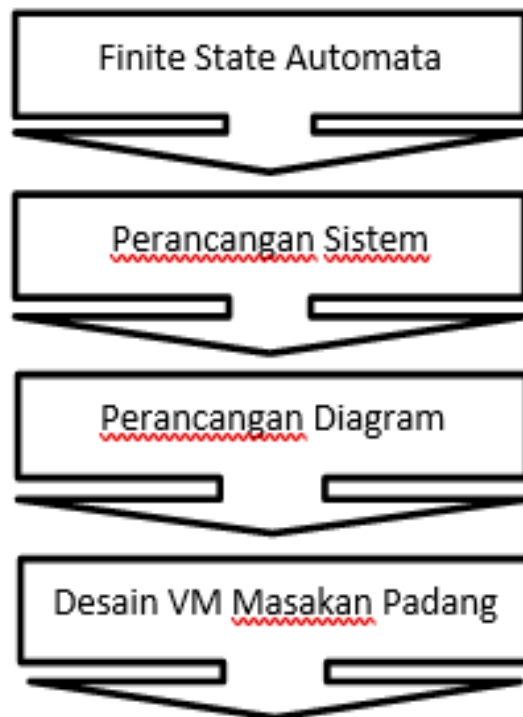 Finite State Automata
Perancangan Sistem
Perancangan Diagram
Desain VM Masakan Padang